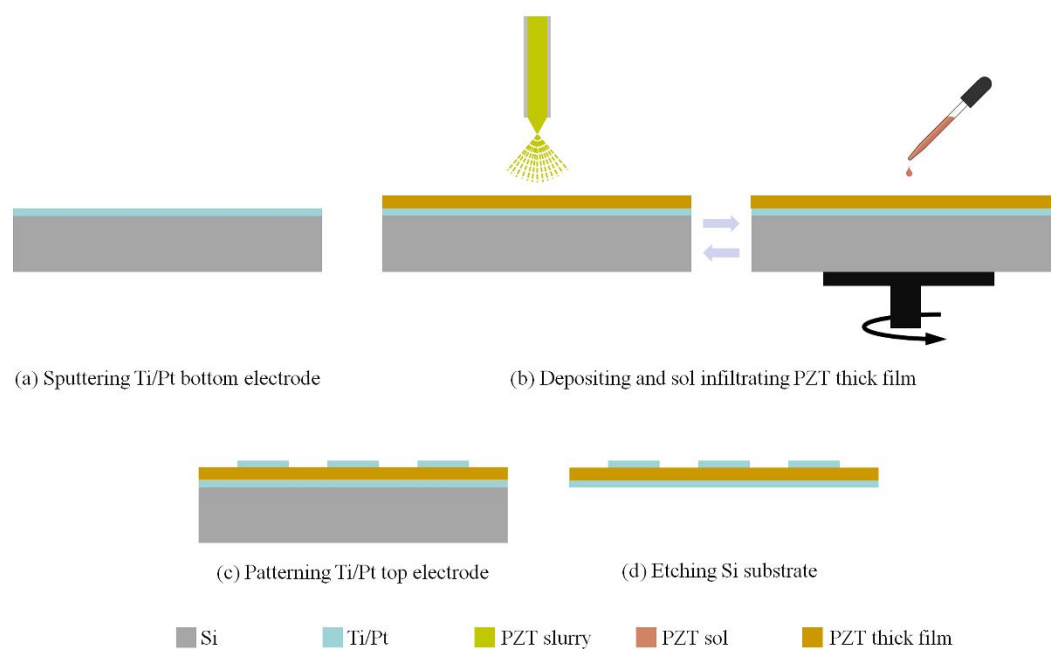 (a) Sputtering Ti/Pt bottom electrode
(b) Depositing and sol infiltrating PZT thick film
(c) Patterning Ti/Pt top electrode
(d) Etching Si substrate
Si
Ti/Pt
PZT slurry
PZT sol
PZT thick film